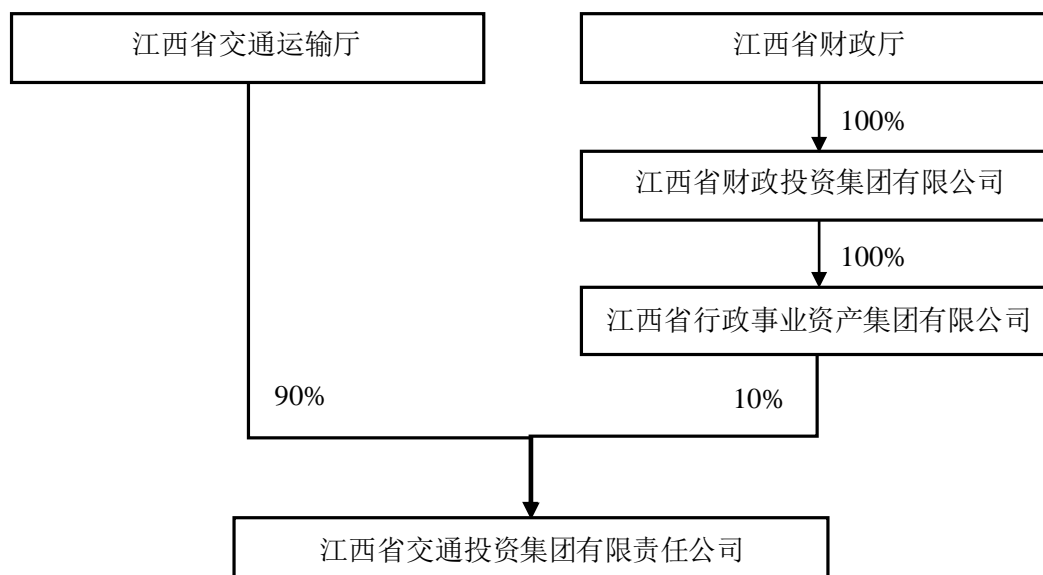 江西省交通运输厅
江西省财政厅
100%
江西省财政投资集团有限公司
100%
江西省行政事业资产集团有限公司
90%
10%
江西省交通投资集团有限责任公司